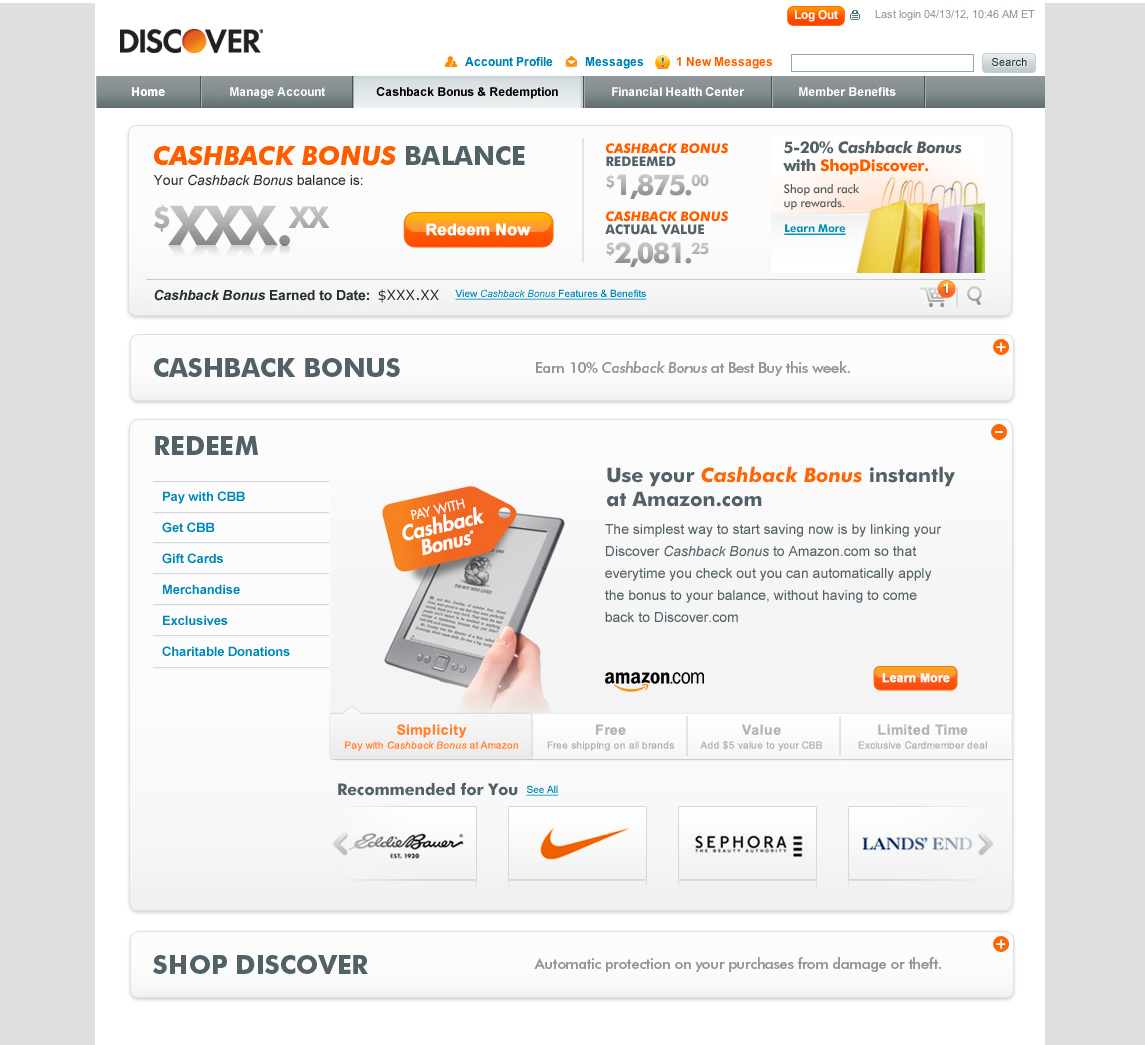 Log Out
Last login 04/13/12, 10:46 AM ET
DISCOVER
Account Profile
Messages
1 New Messages
Search
Home
Manage Account
Cashback Bonus & Redemption
Financial Health Center
Member Benefits
CASHBACK BONUS BALANCE
Your Cashback Bonus balance is:
$XXX.XX
Redeem Now
CASHBACK BONUS
REDEEMED
$1,875.00
CASHBACK BONUS
ACTUAL VALUE
$2,081.25
5-20% Cashback Bonus
with ShopDiscover.
Shop and rack
up rewards.
Learn More
Cashback Bonus Earned to Date: $XXX.XX
View Cashback Bonus Features & Benefits
1
CASHBACK BONUS
Earn 10% Cashback Bonus at Best Buy this week.
REDEEM
Pay with CBB
Get CBB
Gift Cards
Merchandise
Exclusives
Charitable Donations
PAY WITH
Cashback
Bonus
Use your Cashback Bonus instantly
at Amazon.com
The simplest way to start saving now is by linking your
Discover Cashback Bonus to Amazon.com so that
everytime you check out you can automatically apply
the bonus to your balance, without having to come
back to Discover.com
amazon.com
Learn More
Simplicity
Pay with Cashback Bonus at Amazon
Free
Free shipping on all brands
Value
Add $5 value to your CBB
Limited Time
Exclusive Cardmember deal
Recommended for You See All
Eddie Bauer
EST. 1920
SEPHORA
THE BEAUTY AUTHORITY
LANDS' END
SHOP DISCOVER
Automatic protection on your purchases from damage or theft.